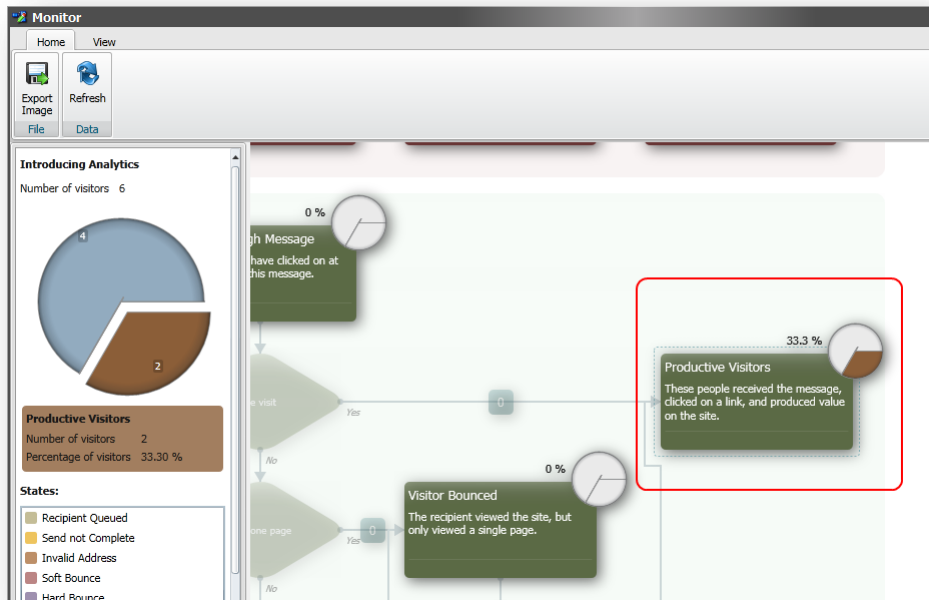 Monitor
Home
View
Export
Image
Refresh
File
Data
Introducing Analytics
Number of visitors 6
4
2
Productive Visitors
Number of visitors 2
Percentage of visitors 33.30 %
States:
Recipient Queued
Send not Complete
Invalid Address
Soft Bounce
Hard Bounce
0 %
gh Message
have clicked on at
this message.
e visit
Yes
0
No
33.3 %
Productive Visitors
These people received the message,
clicked on a link, and produced value
on the site.
0 %
Visitor Bounced
The recipient viewed the site, but
only viewed a single page.
one page
Yes
0
No